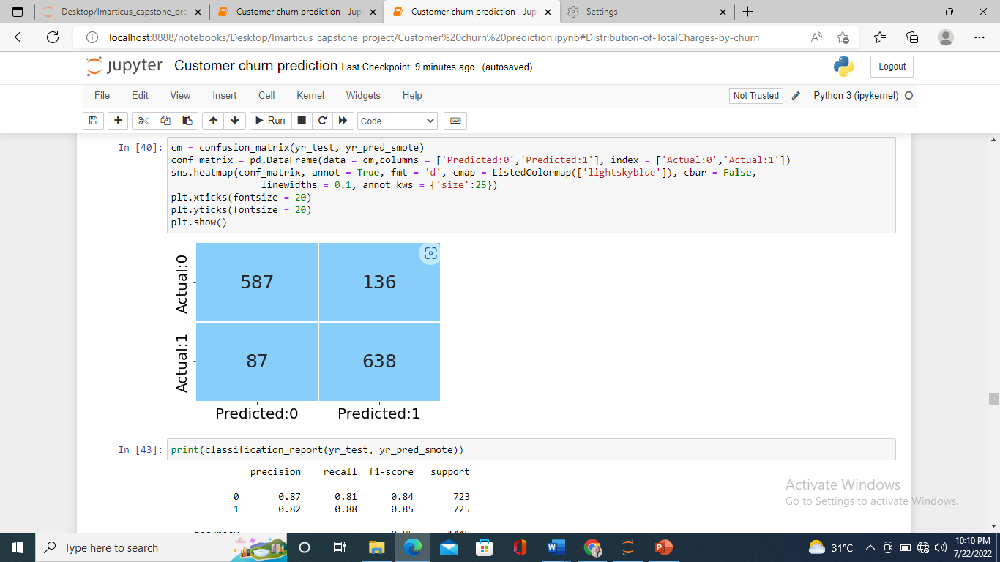 Desktop/Imarticus_capstone_pro
Customer churn prediction - Jup
Customer churn prediction - Jup
Settings
localhost:8888/notebooks/Desktop/Imarticus_capstone_project/Customer%20churn%20prediction.ipynb#Distribution-of-TotalCharges-by-churn
jupyter Customer churn prediction Last Checkpoint: 9 minutes ago (autosaved)
Logout
File Edit View Insert Cell Kernel Widgets Help
Not Trusted
Python 3 (ipykernel)
Run
Code
In [40]: cm = confusion_matrix(yr_test, yr_pred_smote)
conf_matrix = pd.DataFrame(data = cm,columns = ['Predicted:0','Predicted:1'], index = ['Actual:0','Actual:1'])
sns.heatmap(conf_matrix, annot = True, fmt = 'd', cmap = ListedColormap(['lightskyblue']), cbar = False,
linewidths = 0.1, annot_kws = {'size':25})
plt.xticks(fontsize = 20)
plt.yticks(fontsize = 20)
plt.show()
Actual:0 587 136
Actual:1 87 638
Predicted:0 Predicted:1
In [43]: print(classification_report(yr_test, yr_pred_smote))
precision recall f1-score support
0 0.87 0.81 0.84 723
1 0.82 0.88 0.85 725
Activate Windows
Go to Settings to activate Windows.
Type here to search
31°C
10:10 PM
7/22/2022